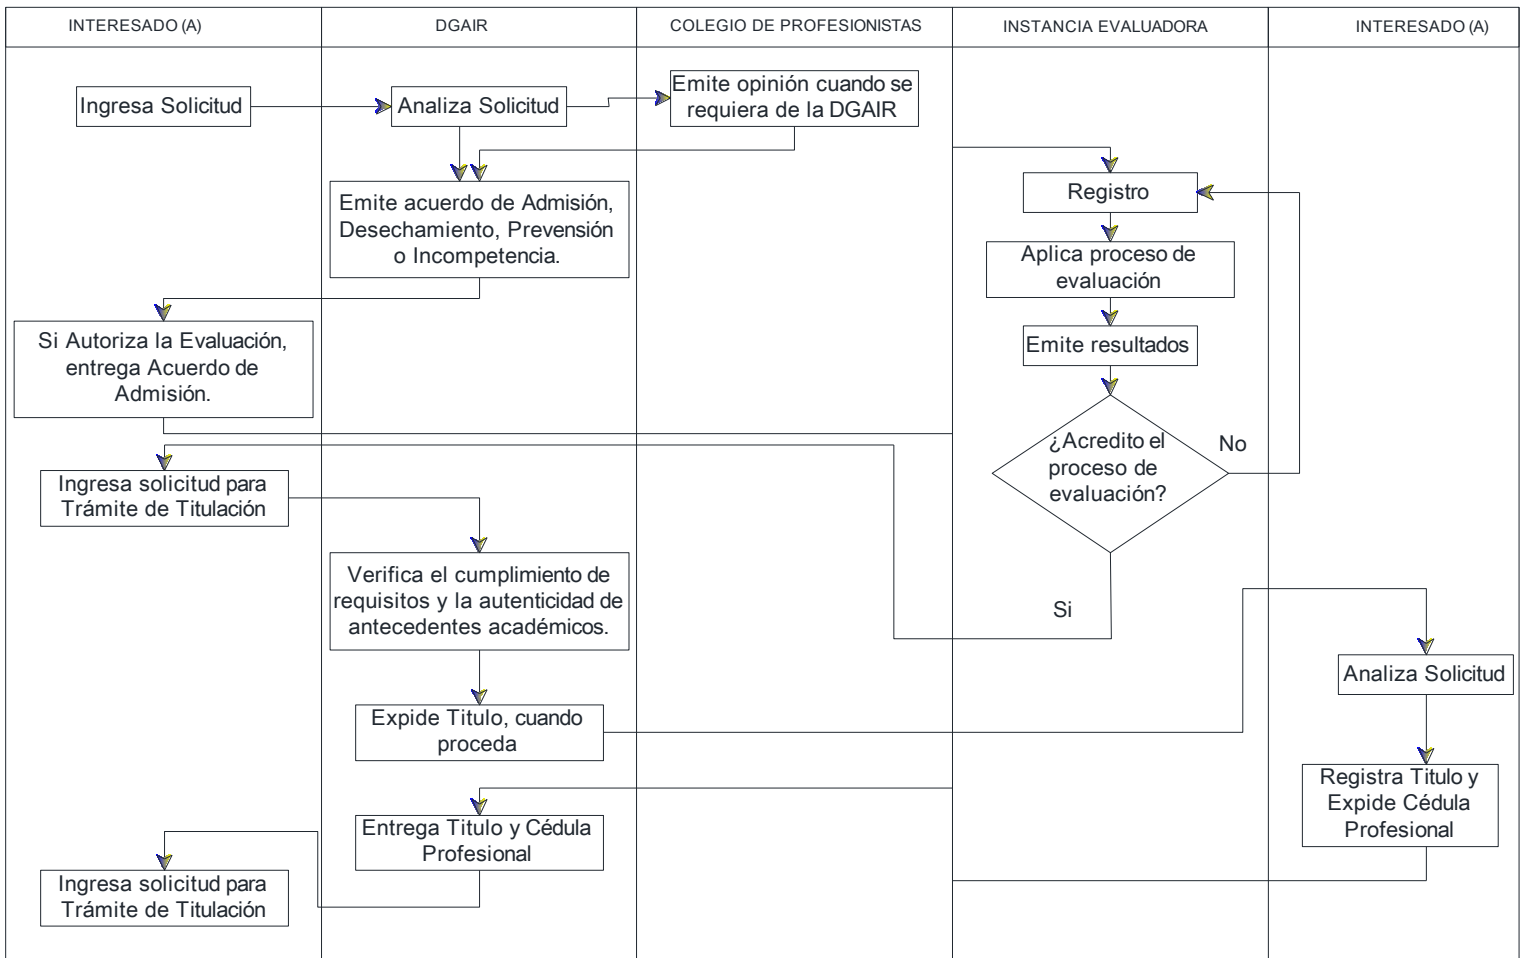 INTERESADO (A)
DGAIR
COLEGIO DE PROFESIONISTAS
INSTANCIA EVALUADORA
INTERESADO (A)
Ingresa Solicitud
Analiza Solicitud
Emite opinión cuando se
requiera de la DGAIR
Emite acuerdo de Admisión,
Desechamiento, Prevensión
o Incompetencia.
Si Autoriza la Evaluación,
entrega Acuerdo de
Admisión.
Registro
Aplica proceso de
evaluación
Emite resultados
¿Acredito el
proceso de
evaluación?
No
Si
Ingresa solicitud para
Trámite de Titulación
Verifica el cumplimiento de
requisitos y la autenticidad de
antecedentes académicos.
Expide Titulo, cuando
proceda
Analiza Solicitud
Registra Titulo y
Expide Cédula
Profesional
Entrega Titulo y Cédula
Profesional
Ingresa solicitud para
Trámite de Titulación